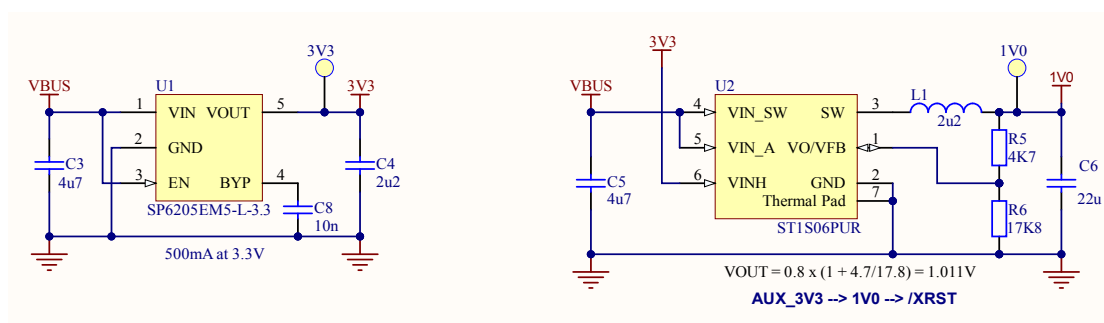 3V3
VBUS
U1
3V3
1
VIN
VOUT
5
2
GND
C3
4u7
3
EN
BYP
4
C4
2u2
SP6205EM5-L-3.3
C8
10n
500mA at 3.3V
3V3
1V0
VBUS
U2
1V0
4
VIN_SW
SW
3
L1
2u2
5
VIN_A
VO/VFB
1
R5
4K7
6
VINH
GND
2
Thermal Pad
7
C5
4u7
C6
22u
R6
17K8
ST1S06PUR
VOUT = 0.8 x (1 + 4.7/17.8) = 1.011V
AUX_3V3 --> 1V0 --> /XRST